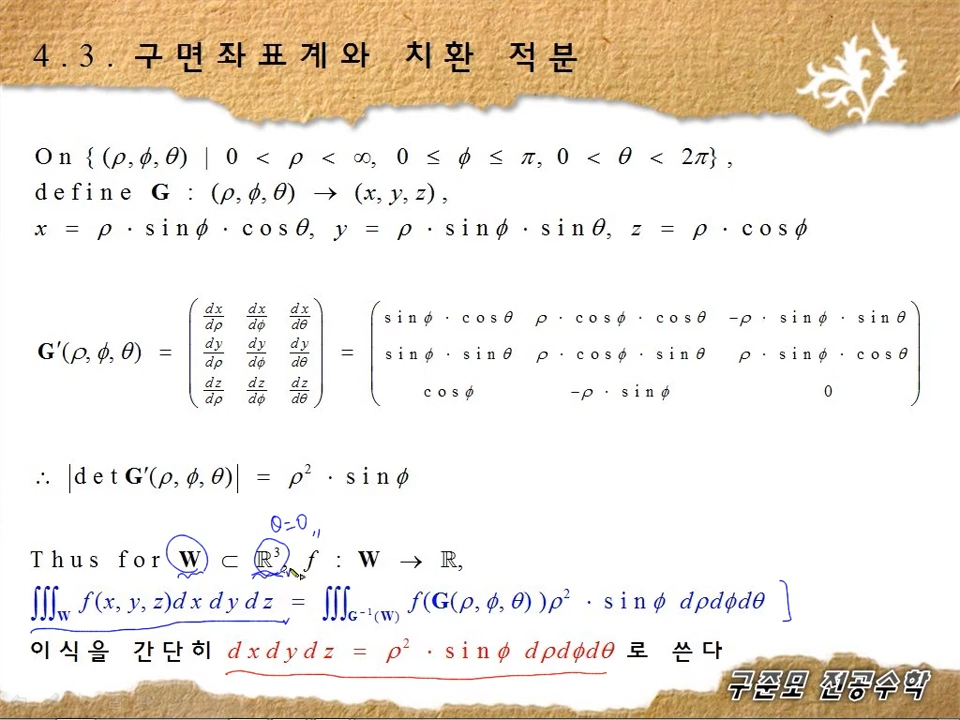 4.3. 구면좌표계와 치환 적분
On {(ρ, ϕ, θ) | 0 < ρ < ∞, 0 ≤ ϕ ≤ π, 0 < θ < 2π},
define G : (ρ, ϕ, θ) → (x, y, z),
x = ρ · sinϕ · cosθ, y = ρ · sinϕ · sinθ, z = ρ · cosϕ
G′(ρ, ϕ, θ) = ( dx/dρ dx/dϕ dx/dθ ; dy/dρ dy/dϕ dy/dθ ; dz/dρ dz/dϕ dz/dθ ) = ( sinϕ · cosθ ρ · cosϕ · cosθ −ρ · sinϕ · sinθ ; sinϕ · sinθ ρ · cosϕ · sinθ ρ · sinϕ · cosθ ; cosϕ −ρ · sinϕ 0 )
∴ |det G′(ρ, ϕ, θ)| = ρ² · sinϕ
θ=0〃
Thus for W ⊂ ℝ³, f : W → ℝ,
∭_W f(x, y, z)dxdydz = ∭_G⁻¹(W) f(G(ρ, ϕ, θ))ρ² · sinϕ dρdϕdθ
이식을 간단히 dxdydz = ρ² · sinϕ dρdϕdθ 로 쓴다
구준모 전공수학